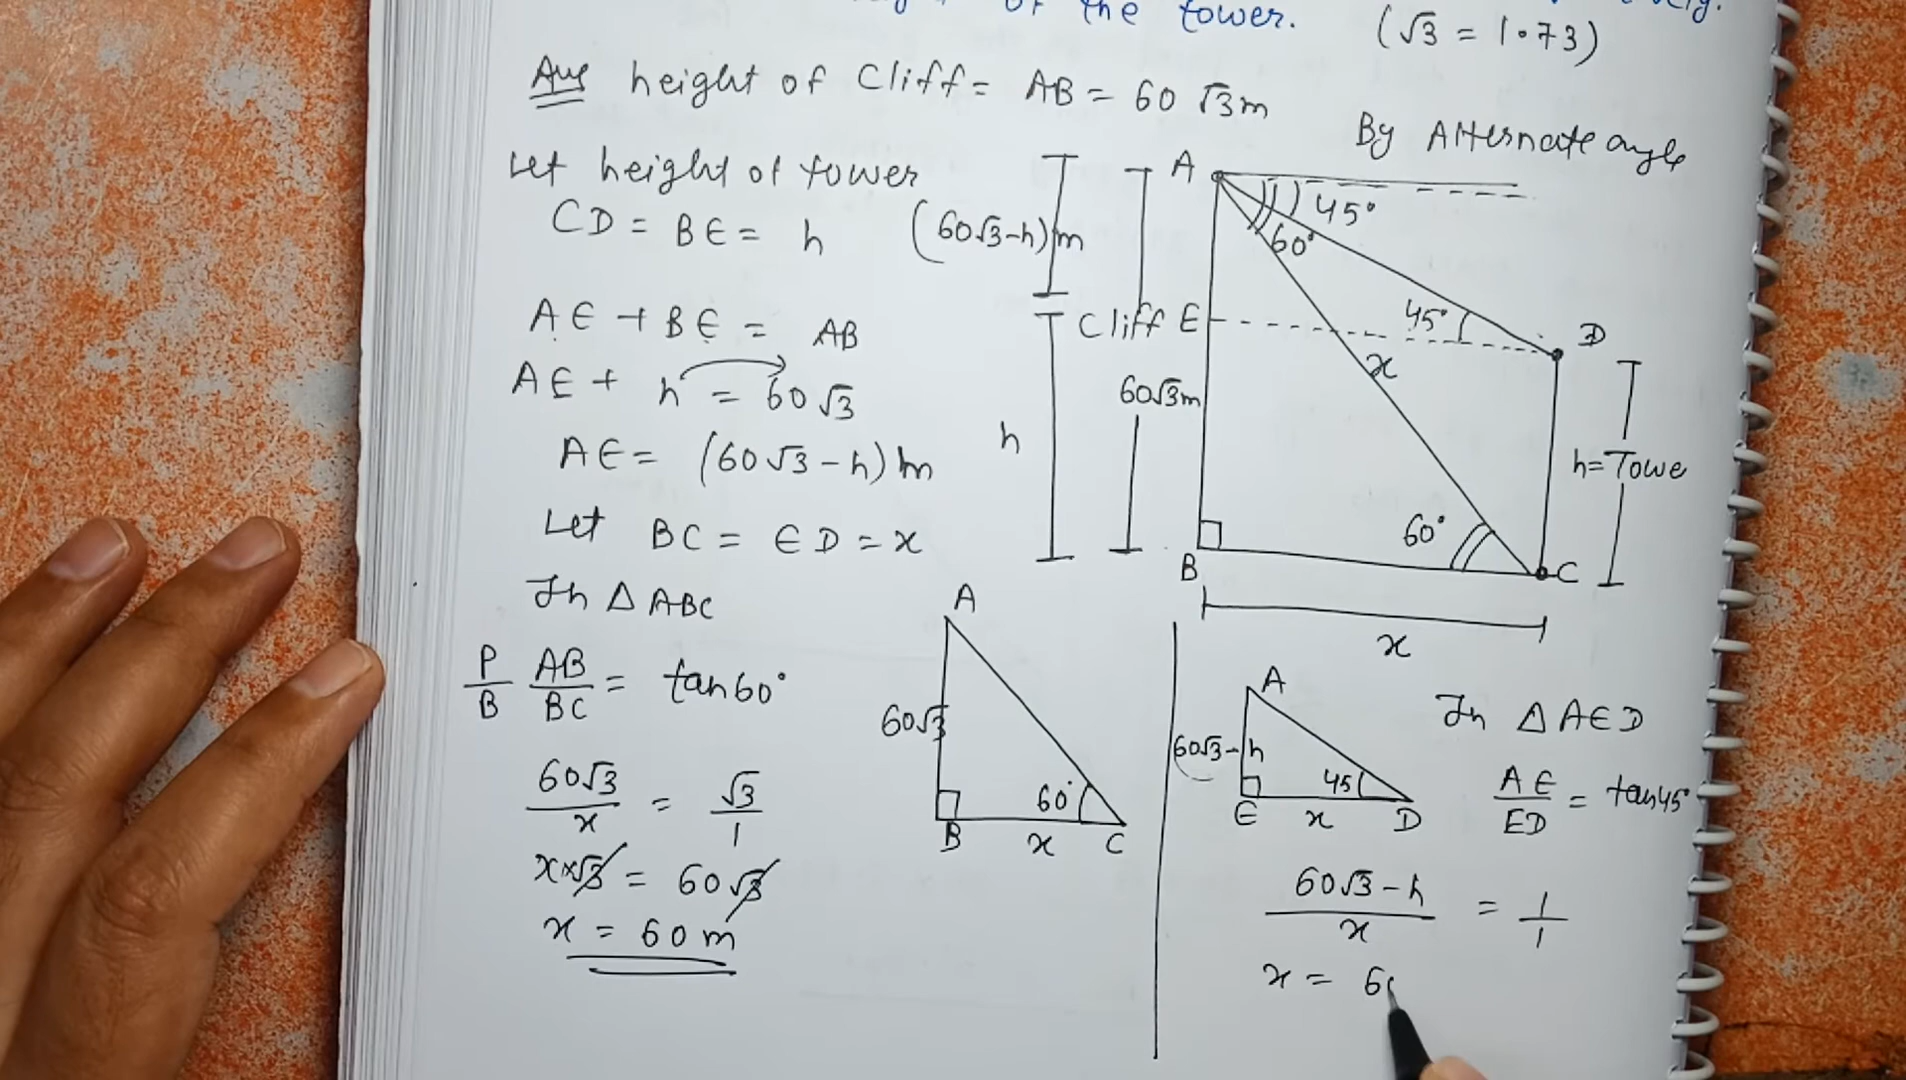 of the tower.
(√3 = 1.73)
Ans height of Cliff = AB = 60√3m
By Alternate angle
Let height of tower
CD = BE = h
AE + BE = AB
AE + h = 60√3
AE = (60√3 - h) m
Let BC = ED = x
In △ ABC
P/B AB/BC = tan60°
60√3/x = √3/1
x×√3 = 60√3
x = 60 m
(60√3-h)m
h
A
45°
60°
Cliff E
45°
D
x
60√3m
h=Towe
60°
B
C
x
A
60√3
60°
B x C
A
60√3-h
45
E x D
In △ AED
AE/ED = tan45°
60√3 - h/x = 1/1
x = 60